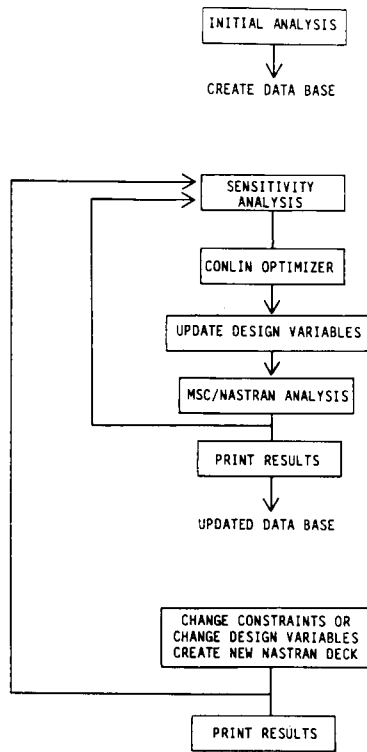 INITIAL ANALYSIS
CREATE DATA BASE
SENSITIVITY
ANALYSIS
CONLIN OPTIMIZER
UPDATE DESIGN VARIABLES
MSC/NASTRAN ANALYSIS
PRINT RESULTS
UPDATED DATA BASE
CHANGE CONSTRAINTS OR
CHANGE DESIGN VARIABLES
CREATE NEW NASTRAN DECK
PRINT RESULTS